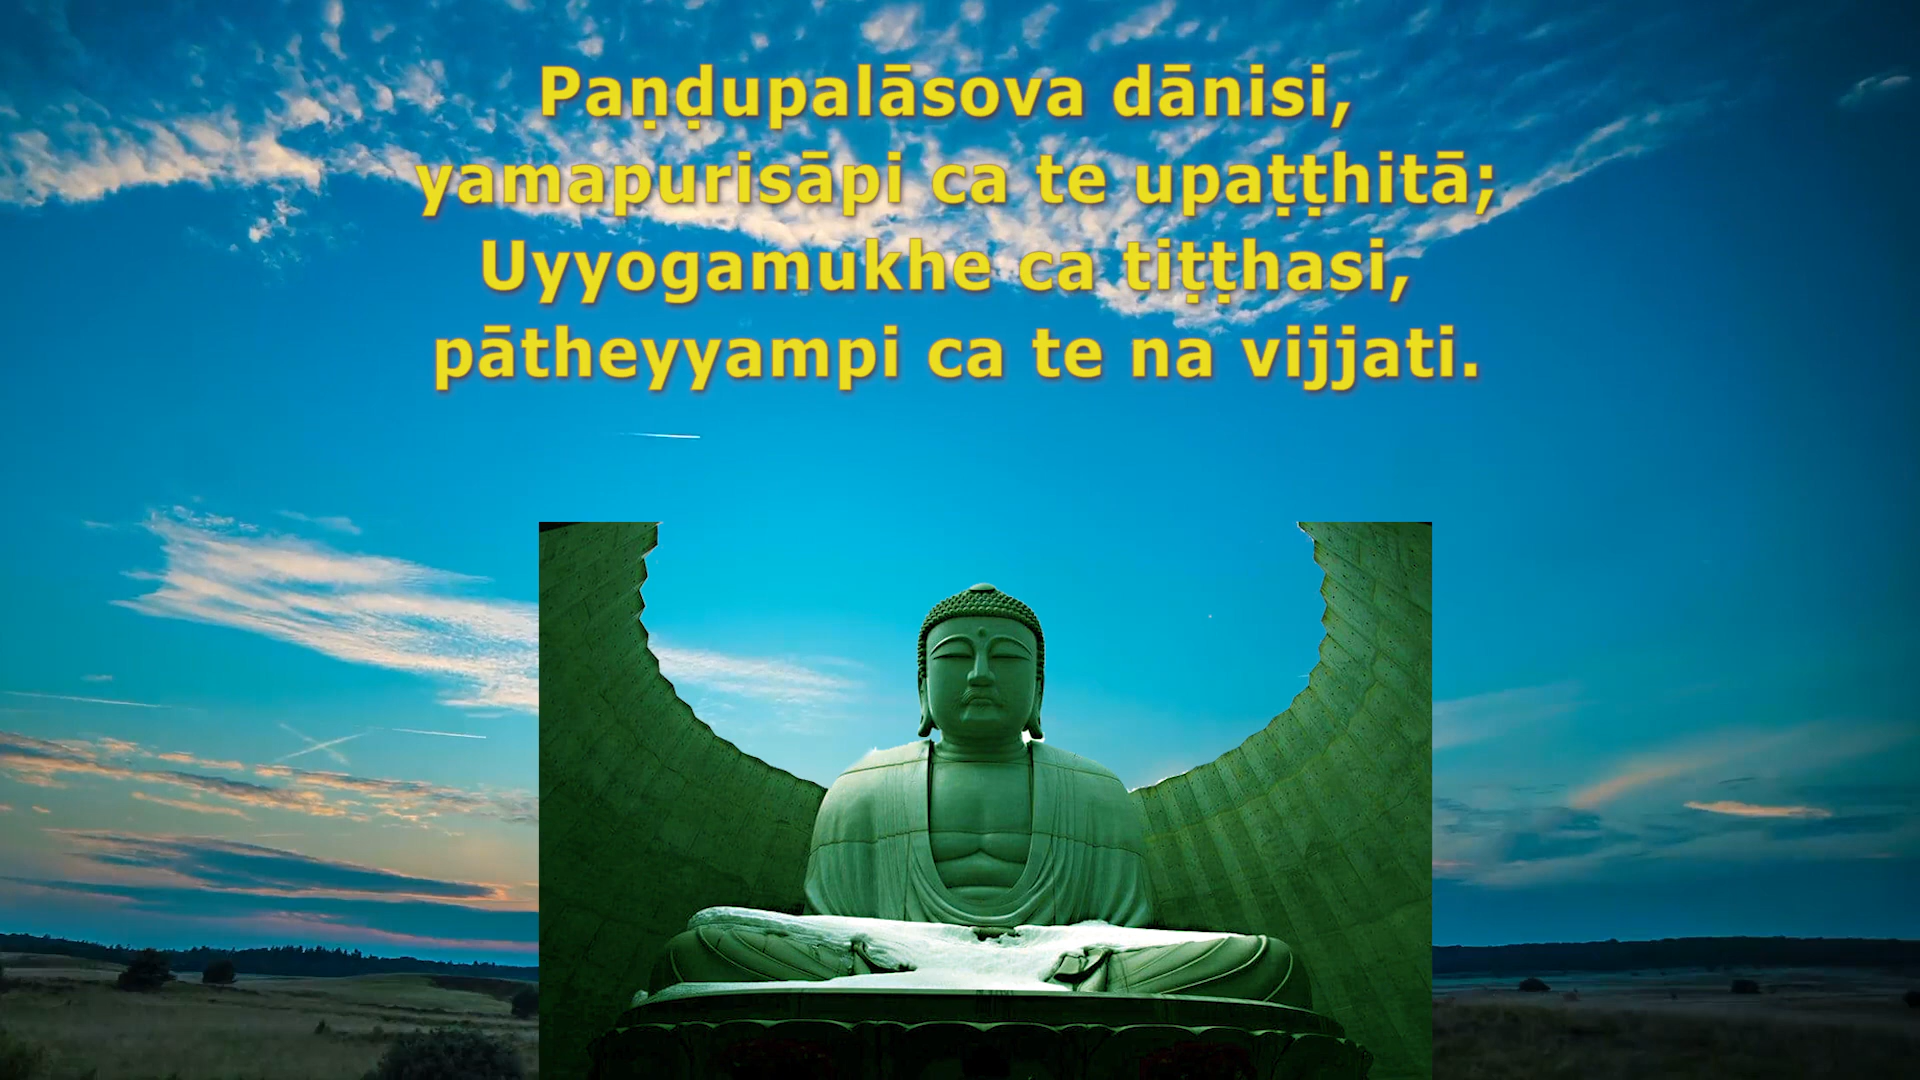 Paṇḍupalāsova dānisi,
yamapurisāpi ca te upaṭṭhitā;
Uyyogamukhe ca tiṭṭhasi,
pātheyyampi ca te na vijjati.